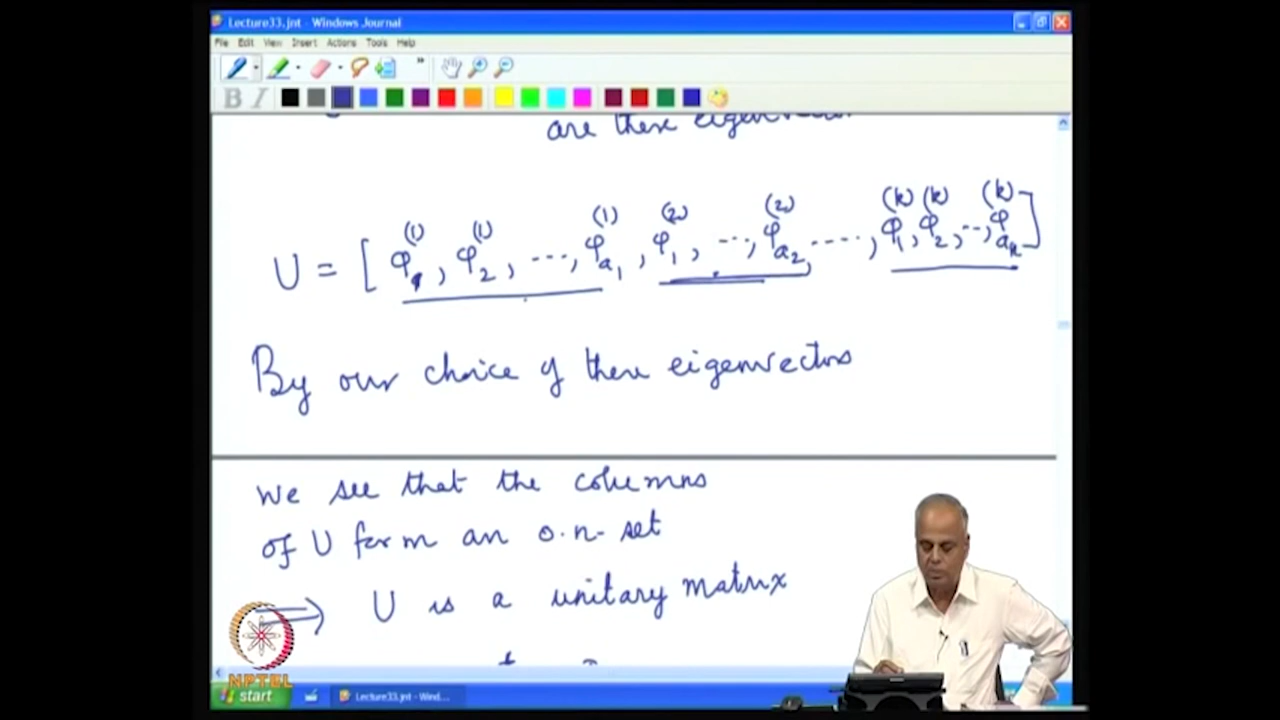 Lecture33.jnt - Windows Journal
File Edit View Insert Actions Tools Help
B I
are these eigenvectors
U = [ φ₁⁽¹⁾, φ₂⁽¹⁾, ..., φₐ₁⁽¹⁾, φ₁⁽²⁾, ..., φₐ₂⁽²⁾, ....., φ₁⁽ᵏ⁾, φ₂⁽ᵏ⁾, .., φₐₖ⁽ᵏ⁾ ]
By our choice of these eigenvectors
we see that the columns
of U form an o.n. set
⟹ U is a unitary matrix
NPTEL
start Lecture33.jnt - Wind...